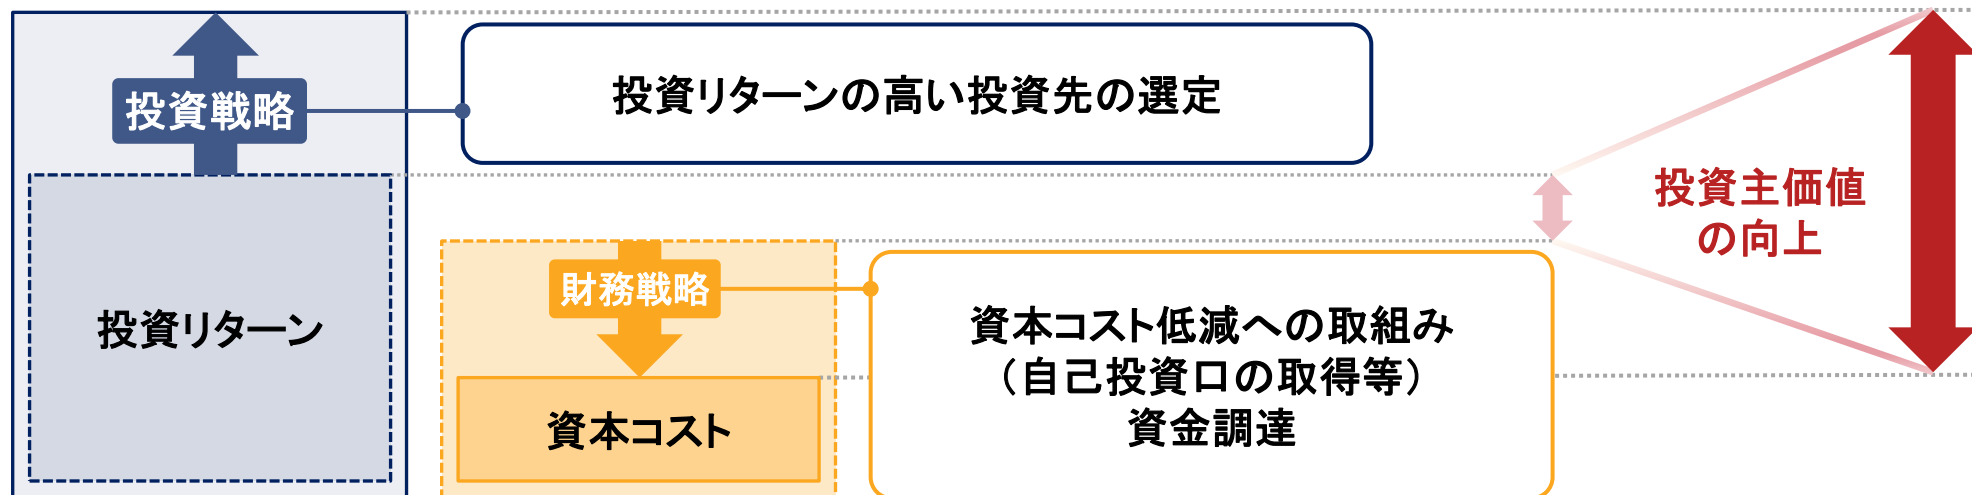 投資戦略
投資リターンの高い投資先の選定
投資主価値
の向上
財務戦略
投資リターン
資本コスト低減への取組み
（自己投資口の取得等）
資金調達
資本コスト